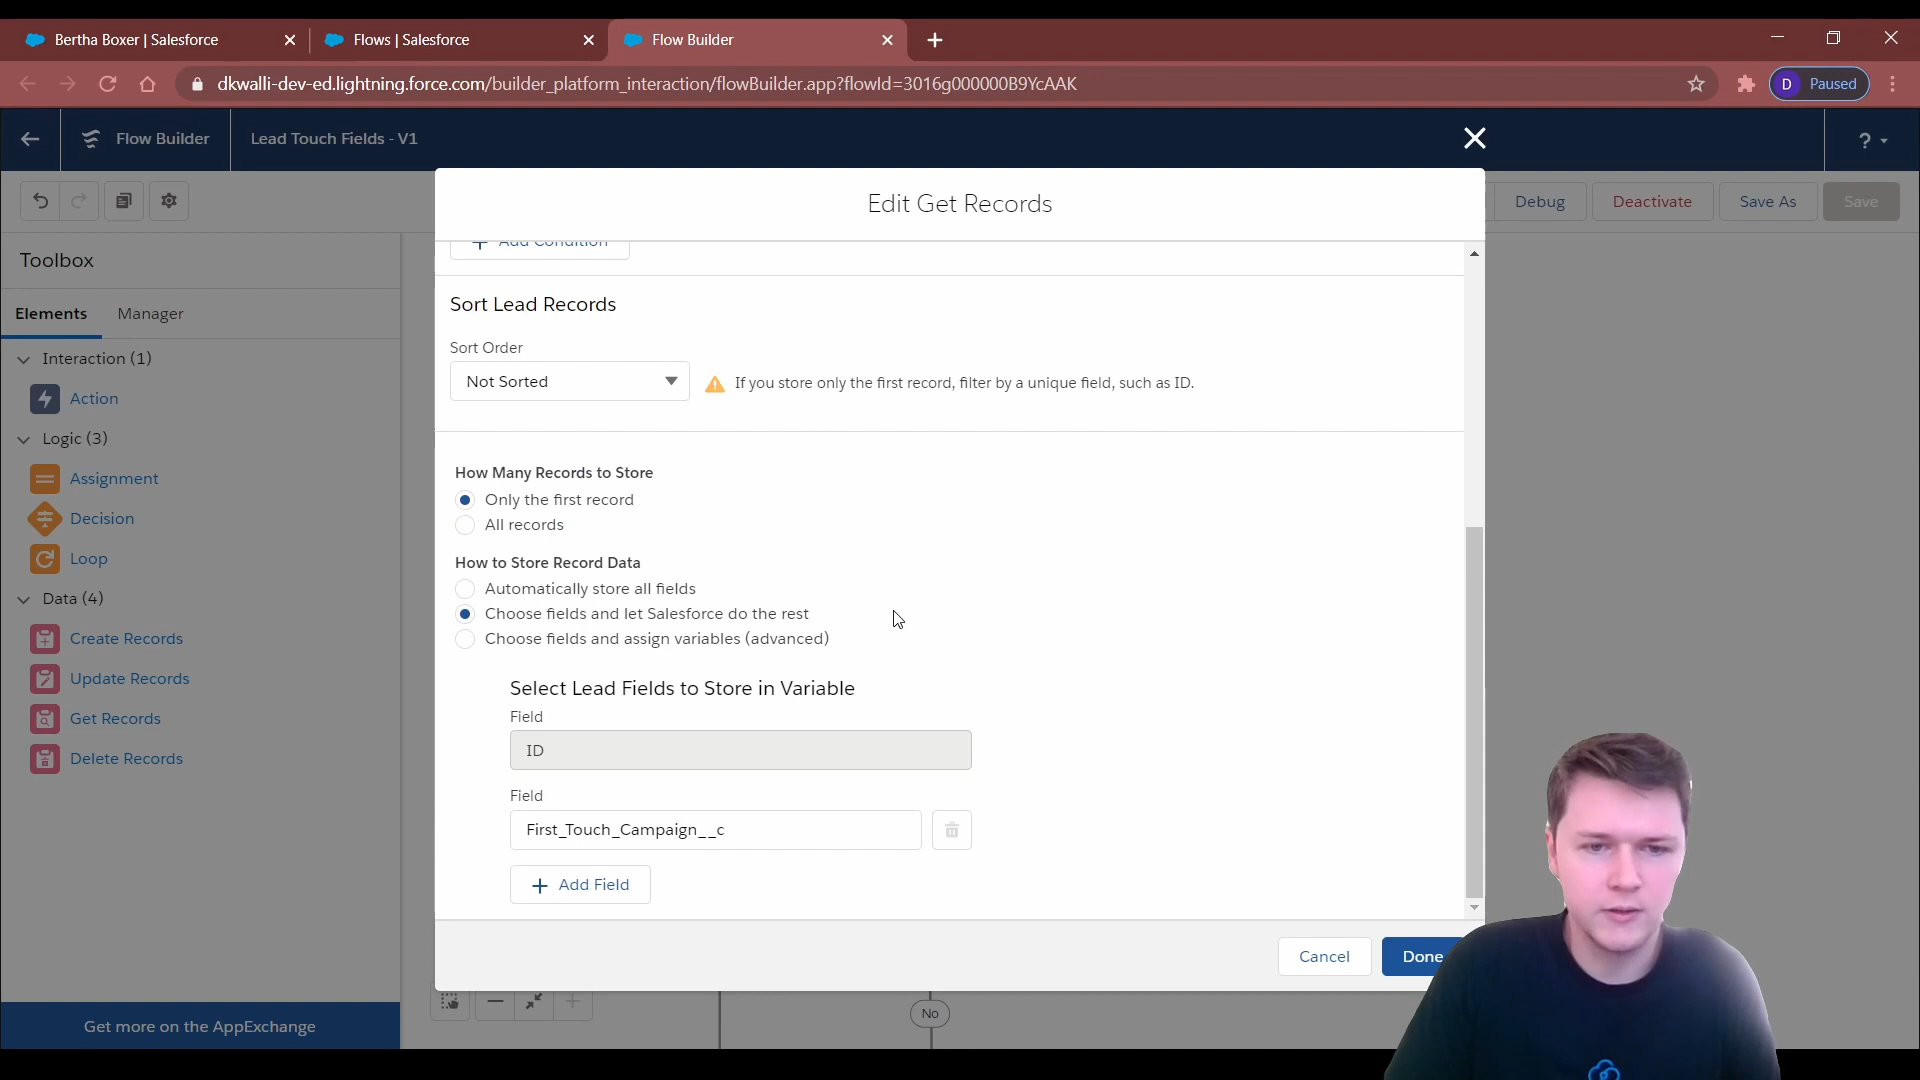 Bertha Boxer | Salesforce
Flows | Salesforce
Flow Builder
dkwalli-dev-ed.lightning.force.com/builder_platform_interaction/flowBuilder.app?flowId=3016g000000B9YcAAK
D Paused
Flow Builder
Lead Touch Fields - V1
?
Edit Get Records
Debug
Deactivate
Save As
Save
Toolbox
Elements
Manager
Interaction (1)
Action
Logic (3)
Assignment
Decision
Loop
Data (4)
Create Records
Update Records
Get Records
Delete Records
Get more on the AppExchange
Add Condition
Sort Lead Records
Sort Order
Not Sorted
If you store only the first record, filter by a unique field, such as ID.
How Many Records to Store
Only the first record
All records
How to Store Record Data
Automatically store all fields
Choose fields and let Salesforce do the rest
Choose fields and assign variables (advanced)
Select Lead Fields to Store in Variable
Field
ID
Field
First_Touch_Campaign__c
Add Field
Cancel
Done
No